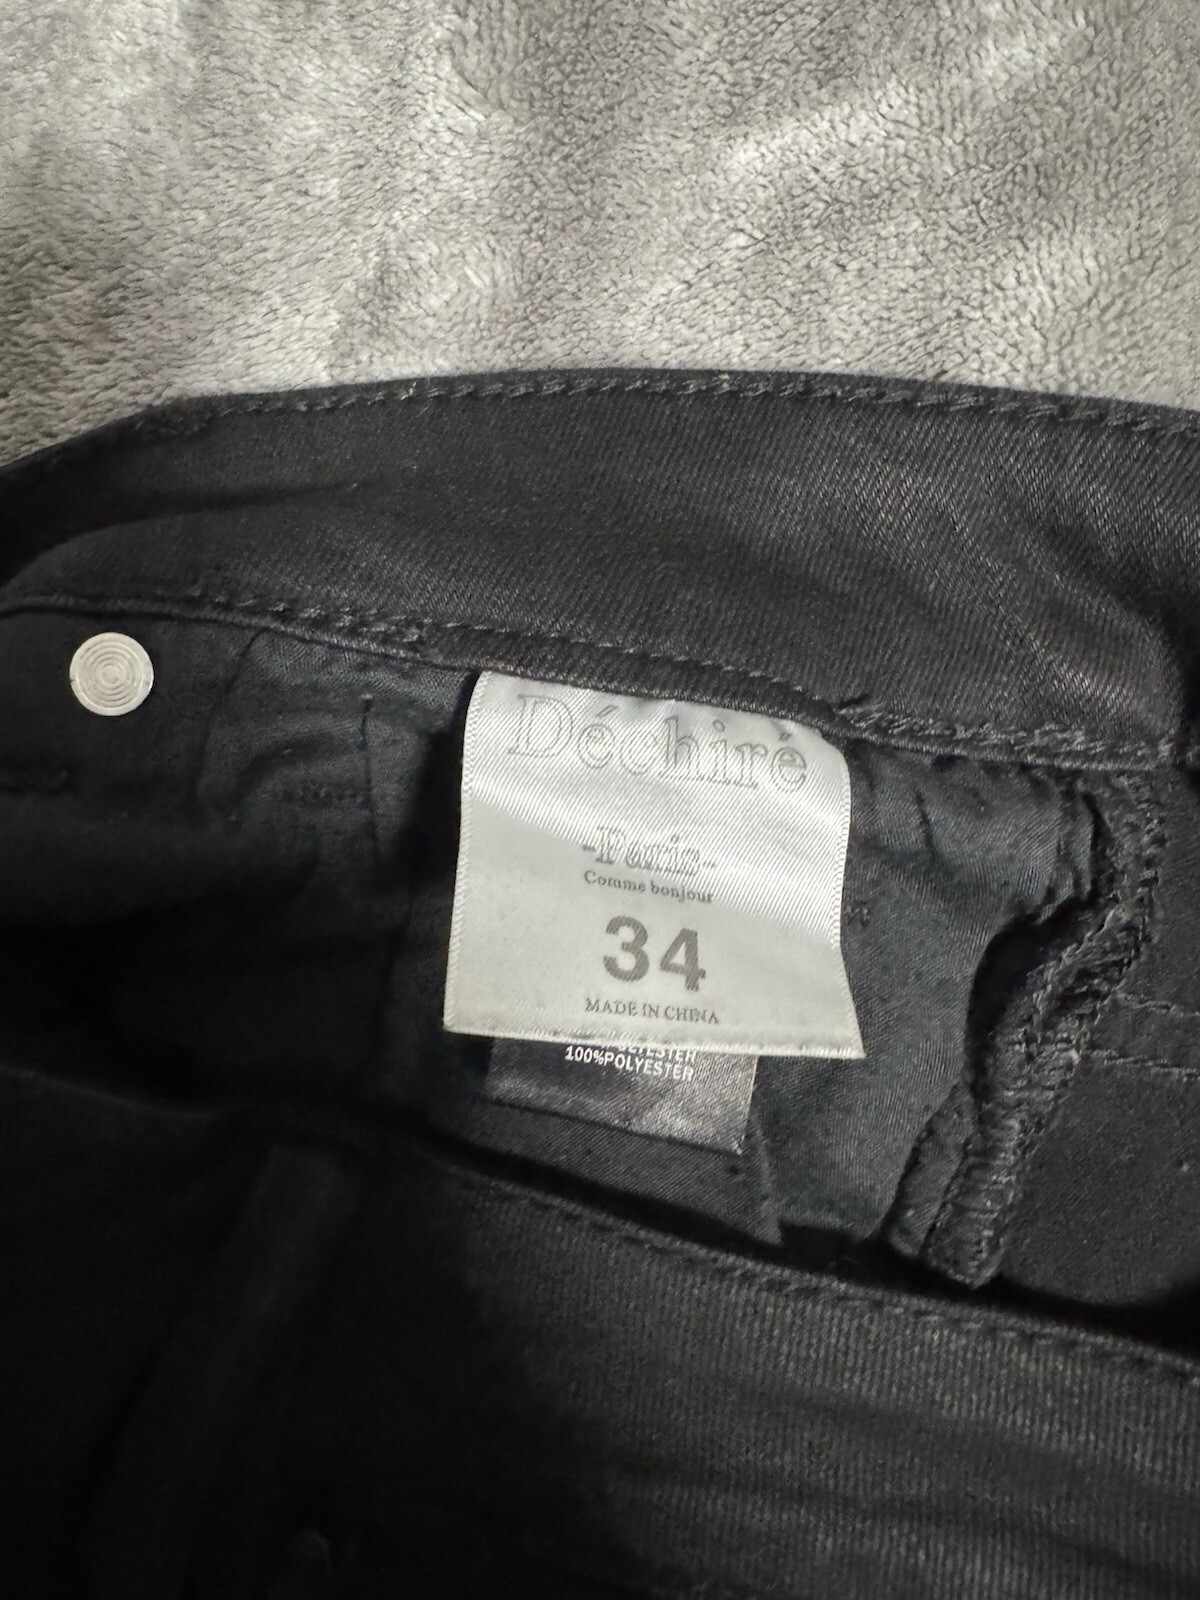 Déchiré
-Paris-
Comme bonjour
34
MADE IN CHINA
100%POLYESTER